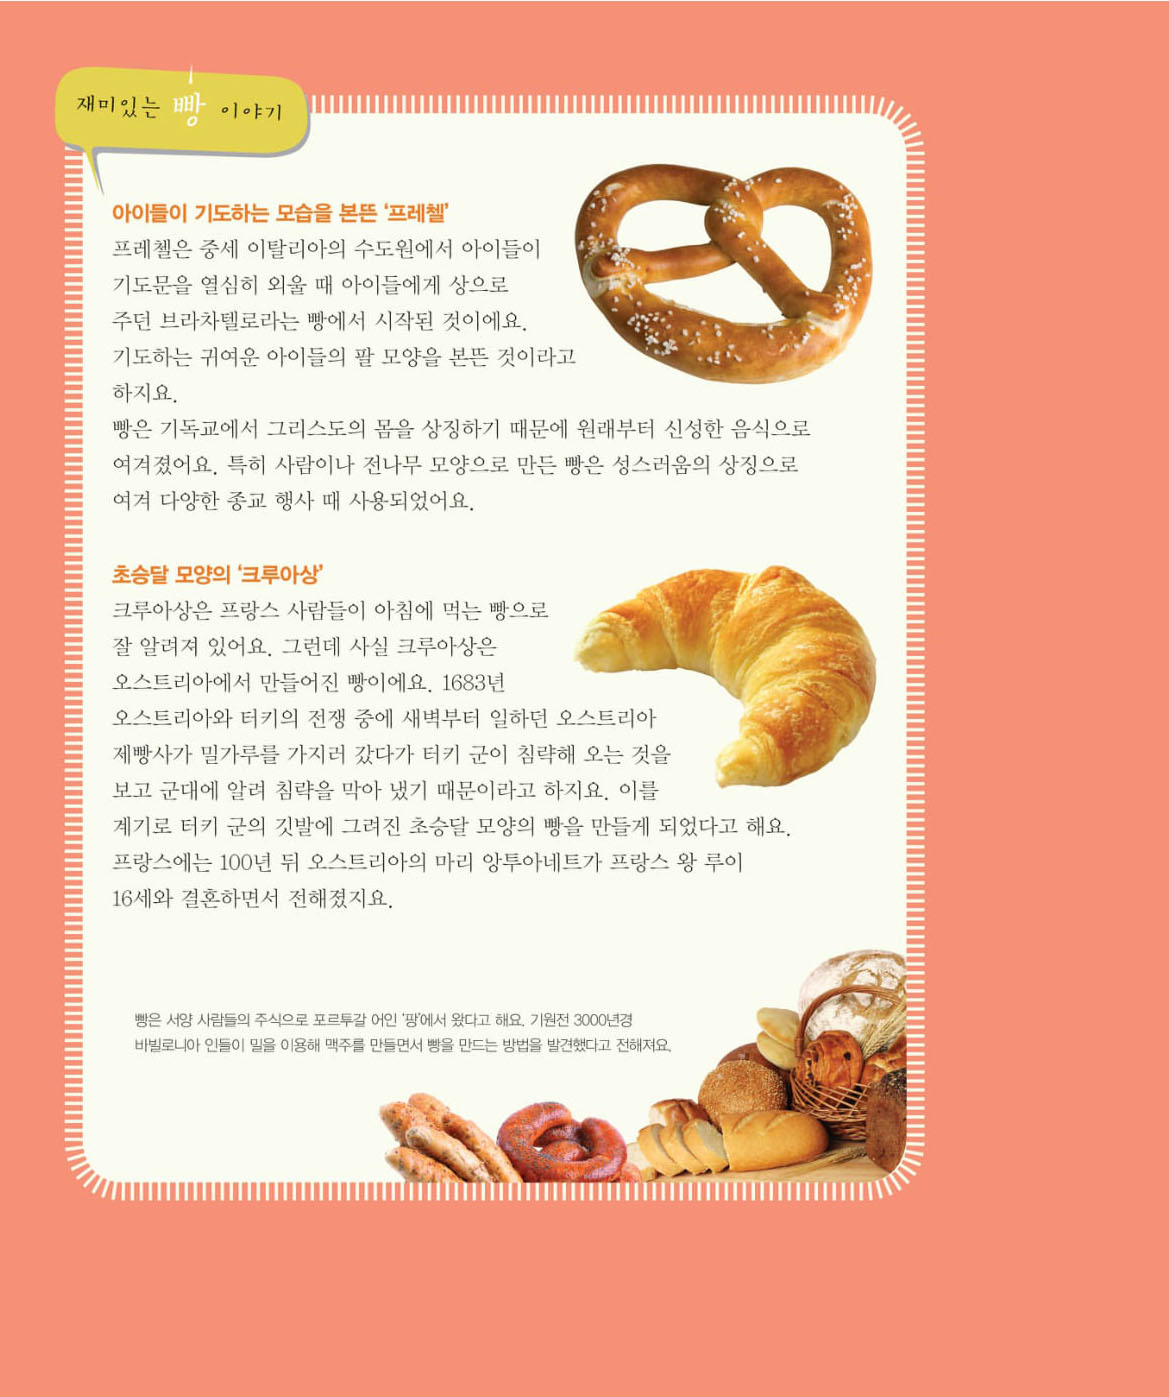 재미있는 빵 이야기
아이들이 기도하는 모습을 본뜬 ‘프레첼’
프레첼은 중세 이탈리아의 수도원에서 아이들이
기도문을 열심히 외울 때 아이들에게 상으로
주던 브라차텔로라는 빵에서 시작된 것이에요.
기도하는 귀여운 아이들의 팔 모양을 본뜬 것이라고
하지요.
빵은 기독교에서 그리스도의 몸을 상징하기 때문에 원래부터 신성한 음식으로
여겨졌어요. 특히 사람이나 전나무 모양으로 만든 빵은 성스러움의 상징으로
여겨 다양한 종교 행사 때 사용되었어요.
초승달 모양의 ‘크루아상’
크루아상은 프랑스 사람들이 아침에 먹는 빵으로
잘 알려져 있어요. 그런데 사실 크루아상은
오스트리아에서 만들어진 빵이에요. 1683년
오스트리아와 터키의 전쟁 중에 새벽부터 일하던 오스트리아
제빵사가 밀가루를 가지러 갔다가 터키 군이 침략해 오는 것을
보고 군대에 알려 침략을 막아 냈기 때문이라고 하지요. 이를
계기로 터키 군의 깃발에 그려진 초승달 모양의 빵을 만들게 되었다고 해요.
프랑스에는 100년 뒤 오스트리아의 마리 앙투아네트가 프랑스 왕 루이
16세와 결혼하면서 전해졌지요.
빵은 서양 사람들의 주식으로 포르투갈 어인 ‘팡’에서 왔다고 해요. 기원전 3000년경
바빌로니아 인들이 밀을 이용해 맥주를 만들면서 빵을 만드는 방법을 발견했다고 전해져요.